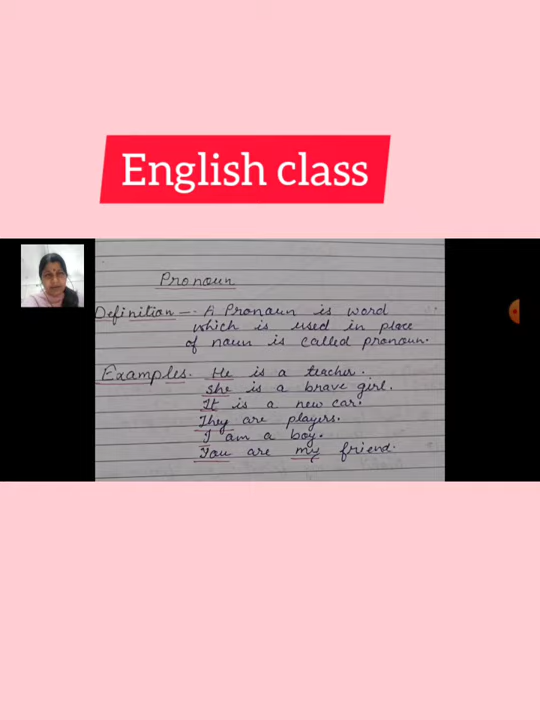 English class
Pronoun
Definition -. A Pronoun is word
which is used in place
of noun is called pronoun.
Examples. He is a teacher.
She is a brave girl.
It is a new car.
They are players.
I am a boy.
You are my friend.